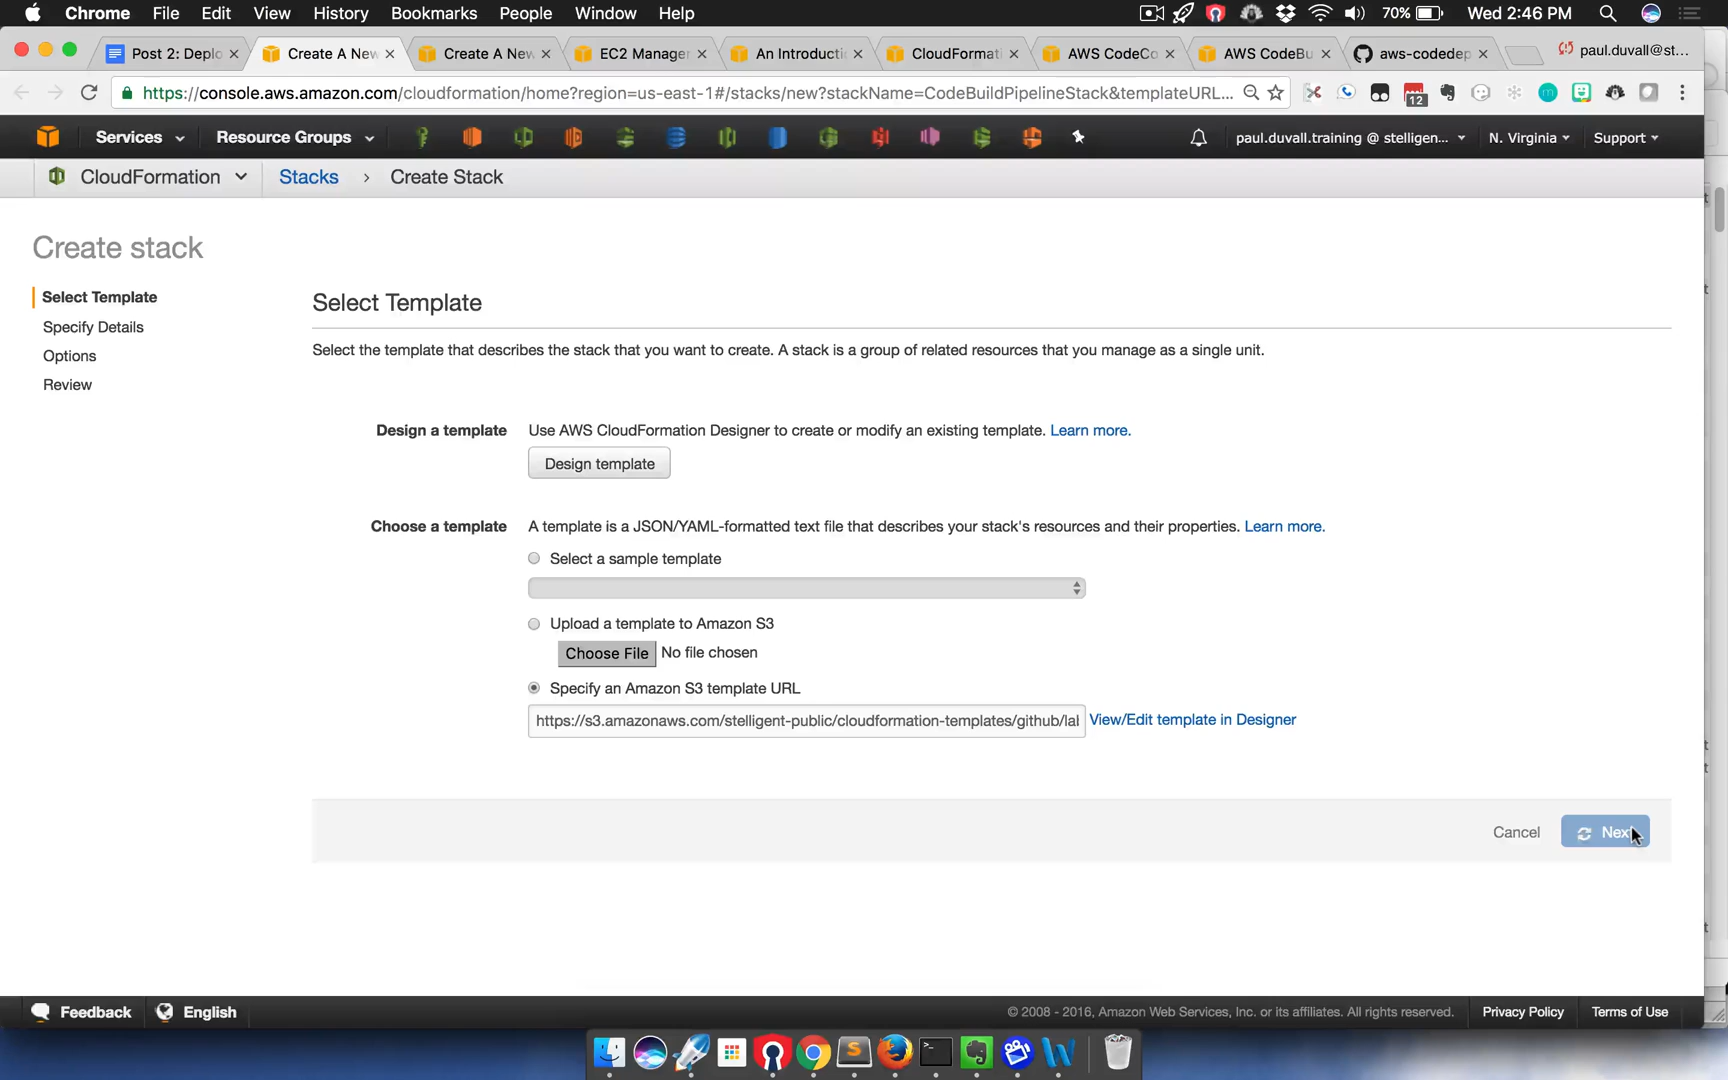 Chrome File Edit View History Bookmarks People Window Help 70% Wed 2:46 PM
Post 2: Deplo Create A New Create A New EC2 Manager An Introducti CloudFormati AWS CodeCo AWS CodeBu aws-codedep paul.duvall@st...
https://console.aws.amazon.com/cloudformation/home?region=us-east-1#/stacks/new?stackName=CodeBuildPipelineStack&templateURL... 12
Services Resource Groups paul.duvall.training @ stelligen... N. Virginia Support
CloudFormation Stacks > Create Stack
Create stack
Select Template
Specify Details
Options
Review
Select Template
Select the template that describes the stack that you want to create. A stack is a group of related resources that you manage as a single unit.
Design a template Use AWS CloudFormation Designer to create or modify an existing template. Learn more.
Design template
Choose a template A template is a JSON/YAML-formatted text file that describes your stack's resources and their properties. Learn more.
Select a sample template
Upload a template to Amazon S3
Choose File No file chosen
Specify an Amazon S3 template URL
https://s3.amazonaws.com/stelligent-public/cloudformation-templates/github/lab View/Edit template in Designer
Cancel Next
Feedback English © 2008 - 2016, Amazon Web Services, Inc. or its affiliates. All rights reserved. Privacy Policy Terms of Use